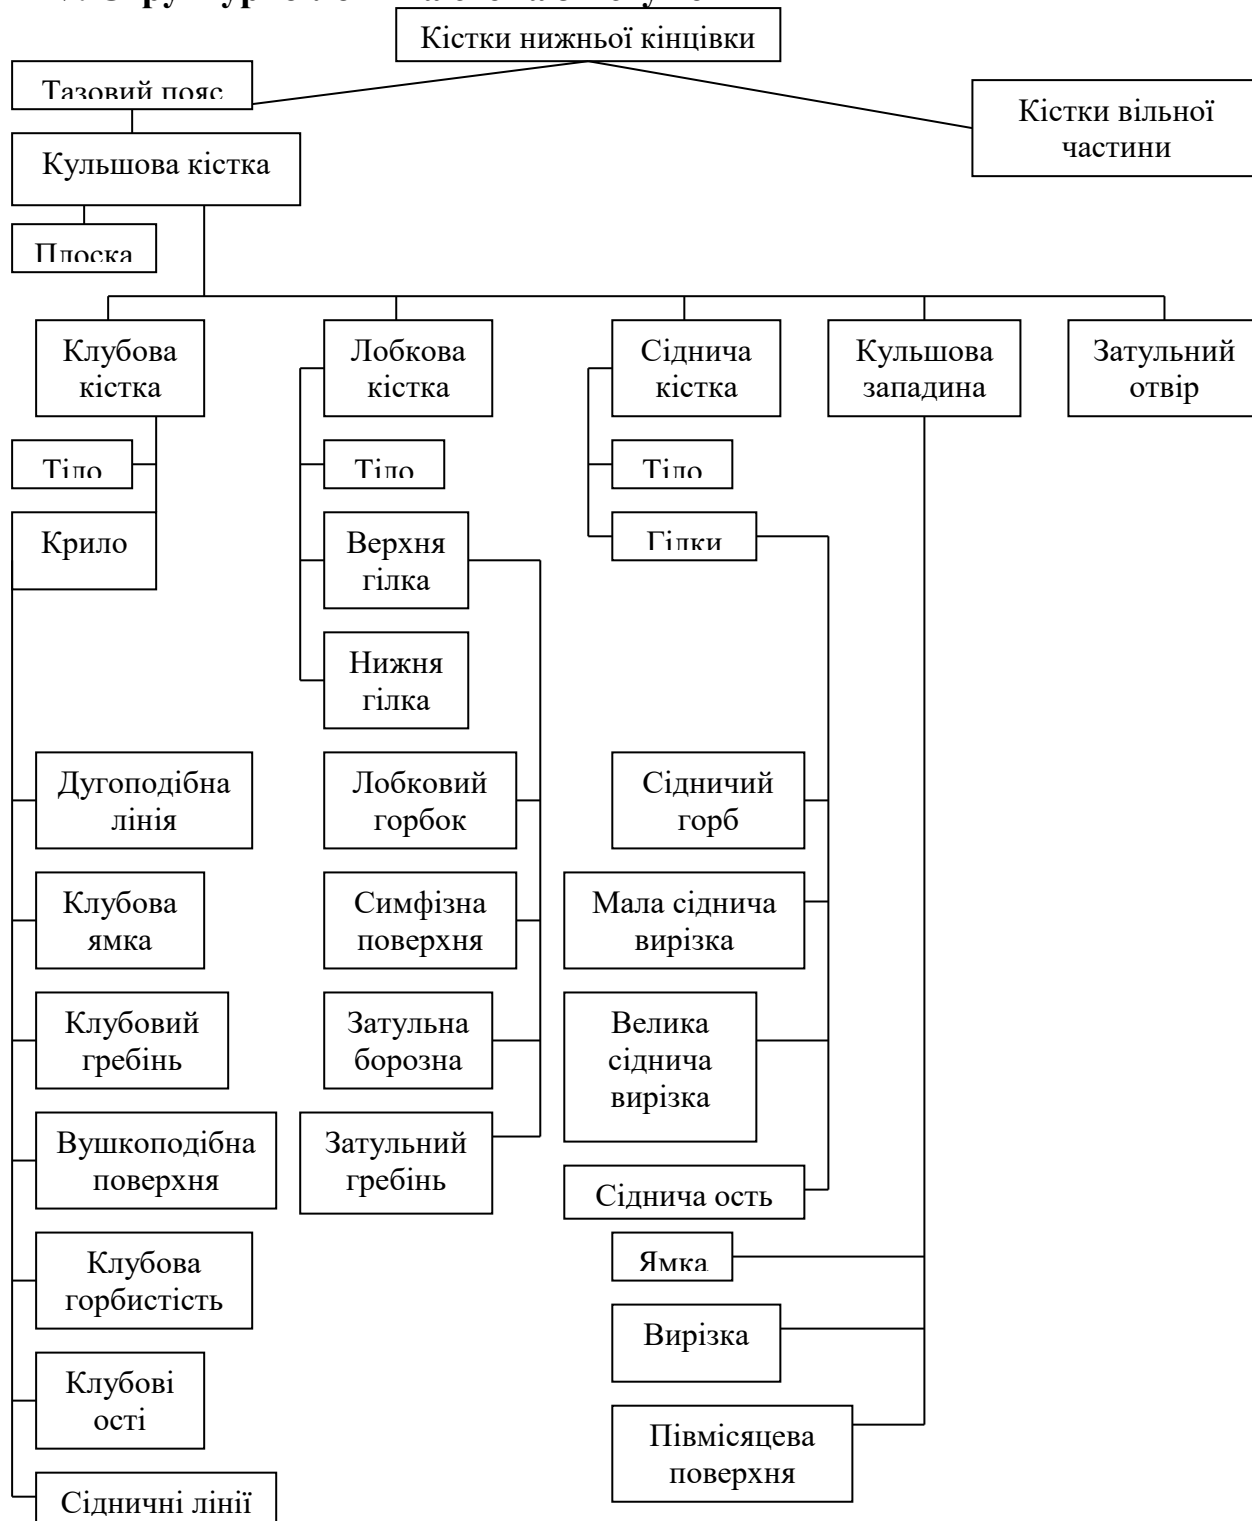 Кістки нижньої кінцівки
Тазовий пояс
Кістки вільної
частини
Кульшова кістка
Плоска
Клубова
кістка
Лобкова
кістка
Сіднича
кістка
Кульшова
западина
Затульний
отвір
Тіло
Тіло
Тіло
Крило
Верхня
гілка
Гілки
Нижня
гілка
Дугоподібна
лінія
Лобковий
горбок
Сідничий
горб
Клубова
ямка
Симфізна
поверхня
Мала сіднича
вирізка
Клубовий
гребінь
Затульна
борозна
Велика
сіднича
вирізка
Вушкоподібна
поверхня
Затульний
гребінь
Сіднича ость
Клубова
горбистість
Ямка
Вирізка
Клубові
ості
Півмісяцева
поверхня
Сідничні лінії